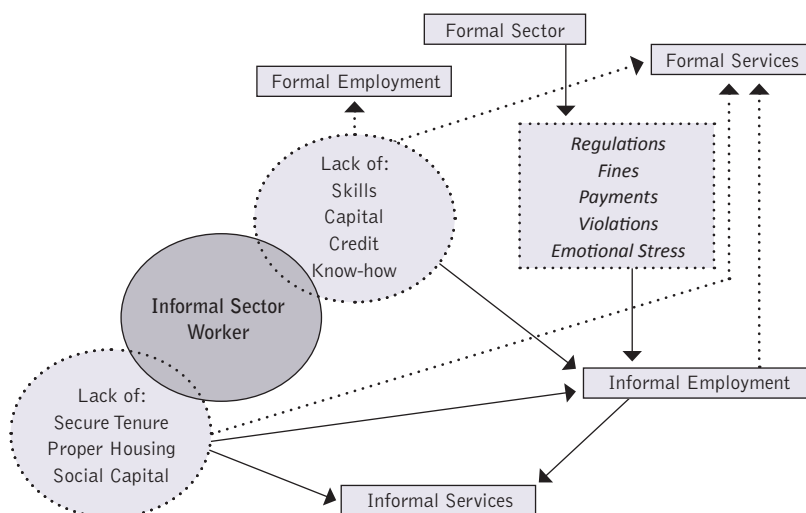 Formal Sector
Formal Services
Formal Employment
Regulations
Fines
Payments
Violations
Emotional Stress
Lack of:
Skills
Capital
Credit
Know-how
Informal Sector
Worker
Informal Employment
Lack of:
Secure Tenure
Proper Housing
Social Capital
Informal Services